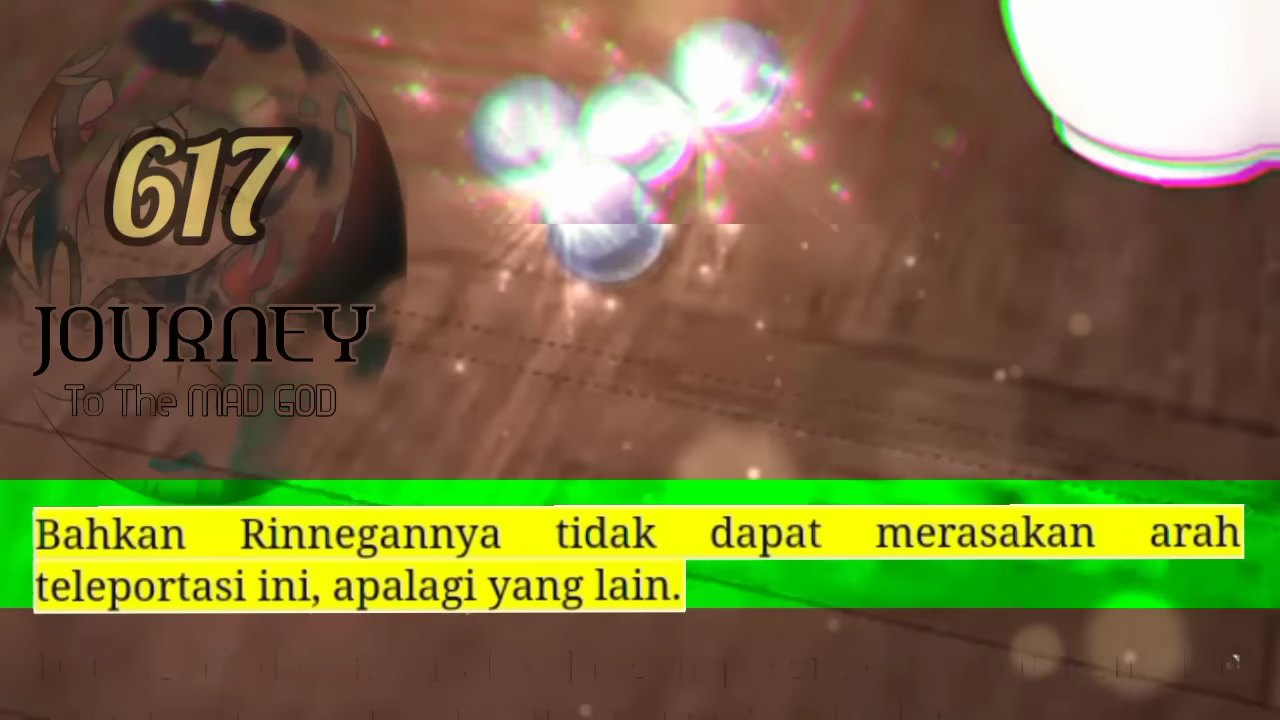 617
JOURNEY
To The MAD GOD
Bahkan Rinnegannya tidak dapat merasakan arah
teleportasi ini, apalagi yang lain.